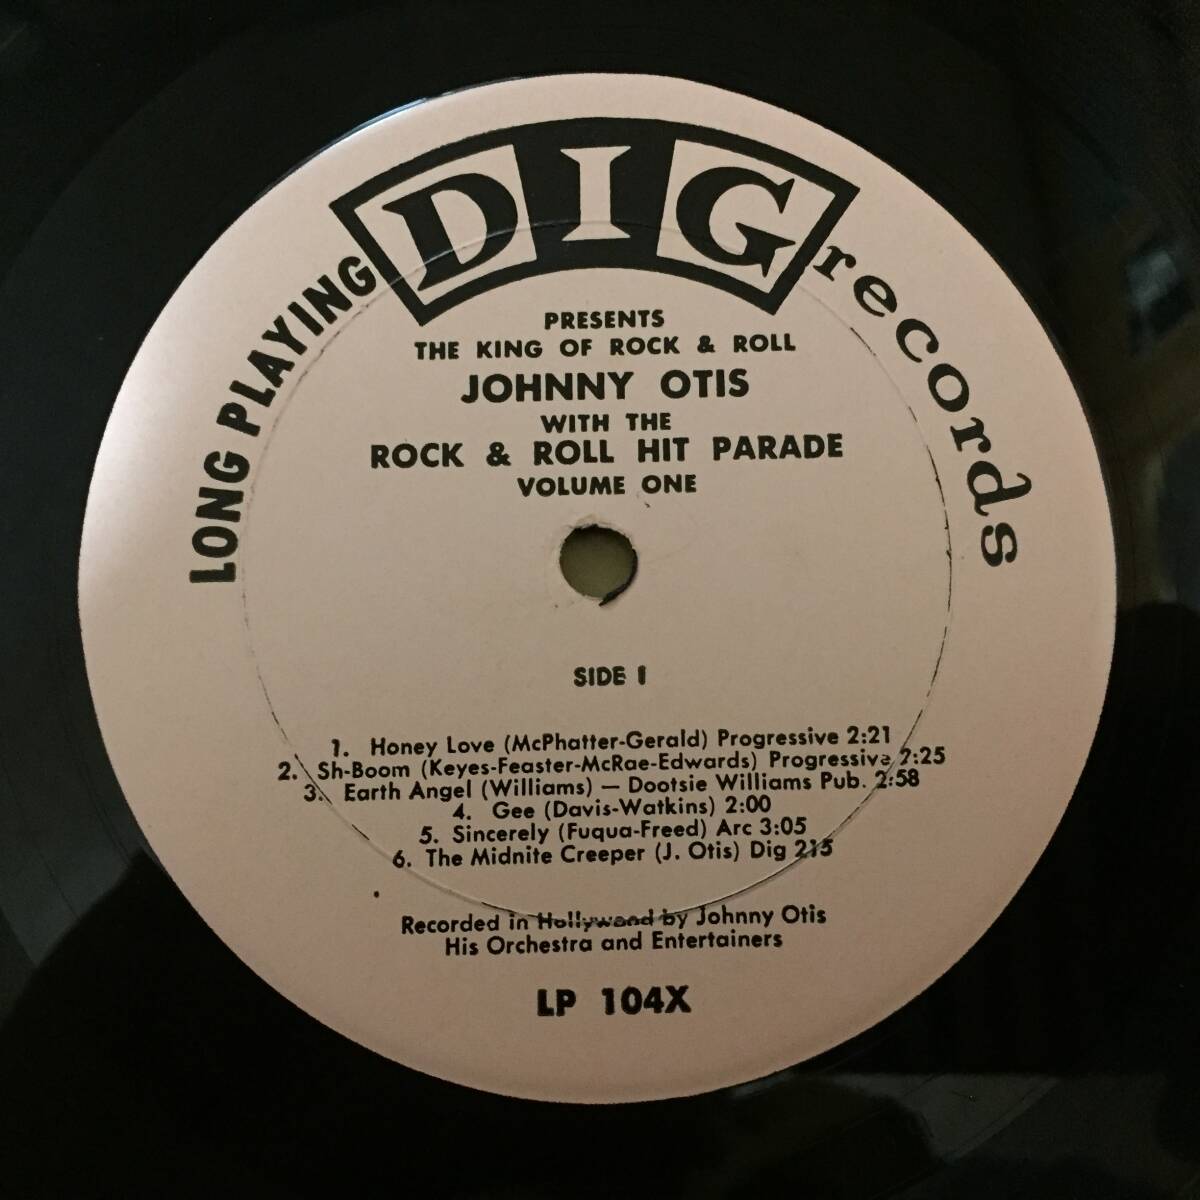 LONG PLAYING DIG records
PRESENTS
THE KING OF ROCK & ROLL
JOHNNY OTIS
WITH THE
ROCK & ROLL HIT PARADE
VOLUME ONE
SIDE 1
1. Honey Love (McPhatter-Gerald) Progressive 2:21
2. Sh-Boom (Keyes-Feaster-McRae-Edwards) Progressive 2:25
3. Earth Angel (Williams) — Dootsie Williams Pub. 2:58
4. Gee (Davis-Watkins) 2:00
5. Sincerely (Fuqua-Freed) Arc 3:05
6. The Midnite Creeper (J. Otis) Dig 215
Recorded in Hollywood by Johnny Otis
His Orchestra and Entertainers
LP 104X